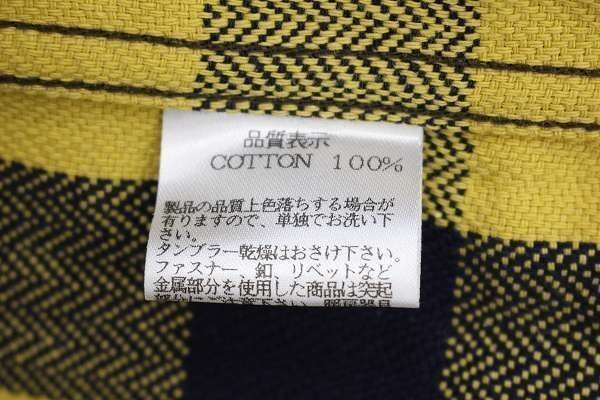 品質表示
COTTON 100%
製品の品質上色落ちする場合が
有りますので、単独でお洗い下
さい。
タンブラー乾燥はおさけ下さい。
ファスナー、釦、リベットなど
金属部分を使用した商品は突起